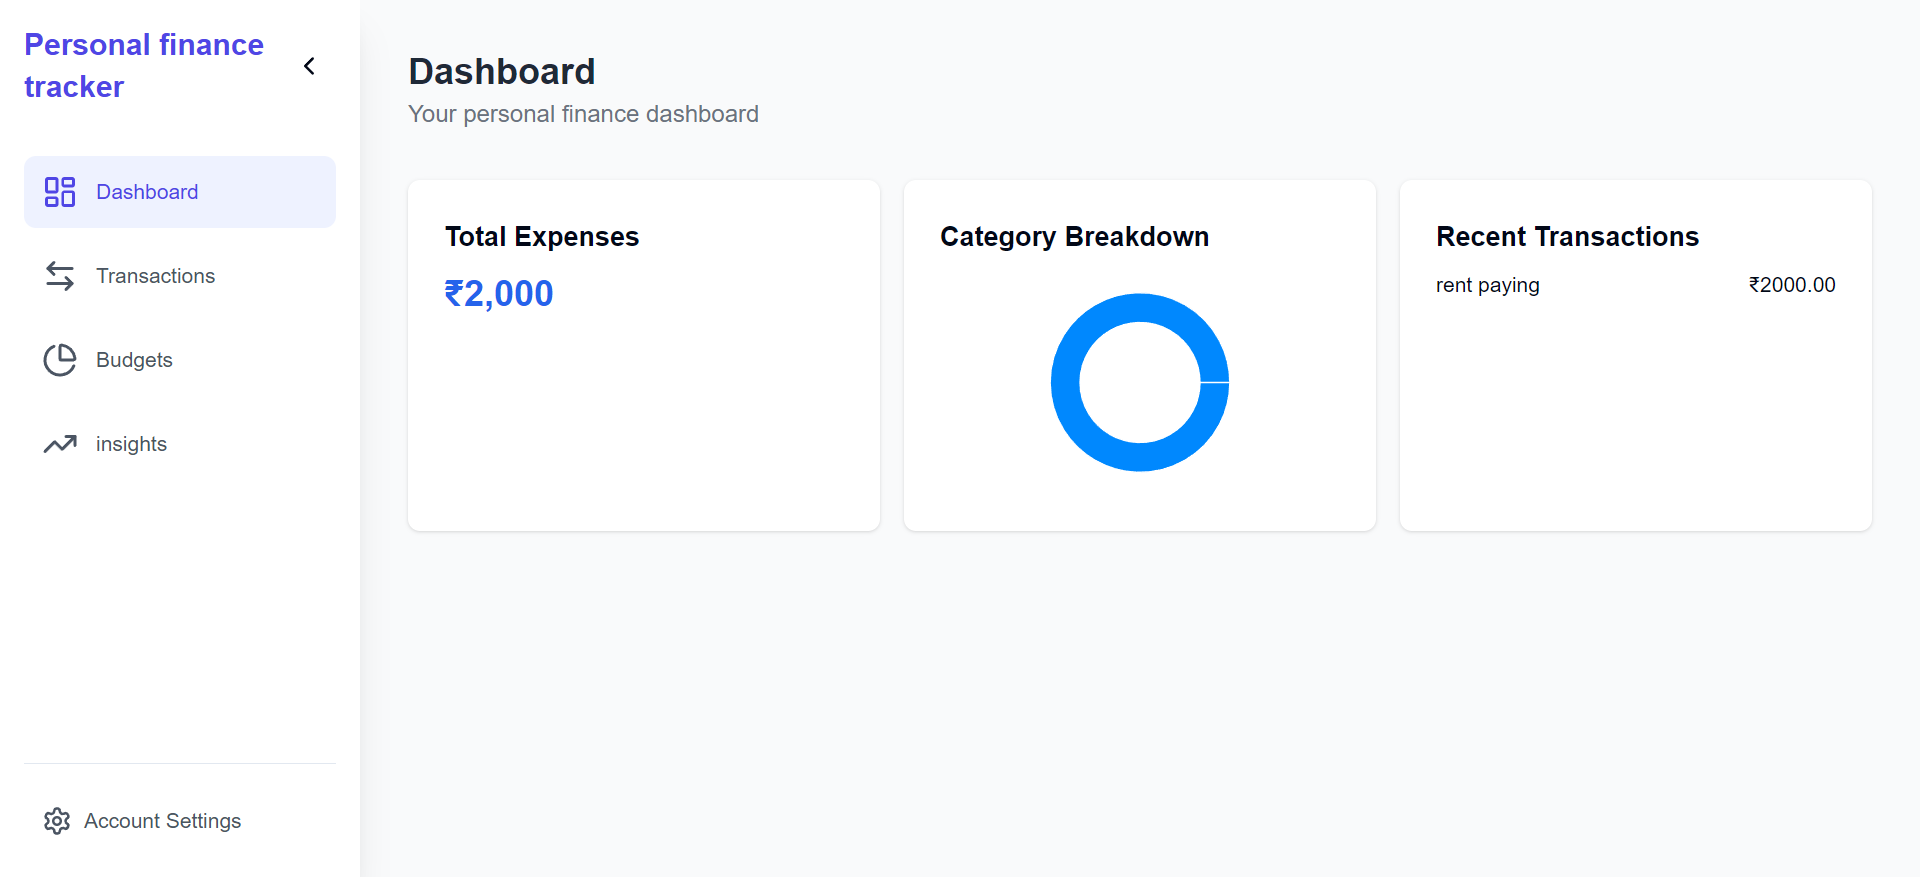 Personal finance
tracker
Dashboard
Transactions
Budgets
insights
Account Settings
Dashboard
Your personal finance dashboard
Total Expenses
₹2,000
Category Breakdown
Recent Transactions
rent paying ₹2000.00